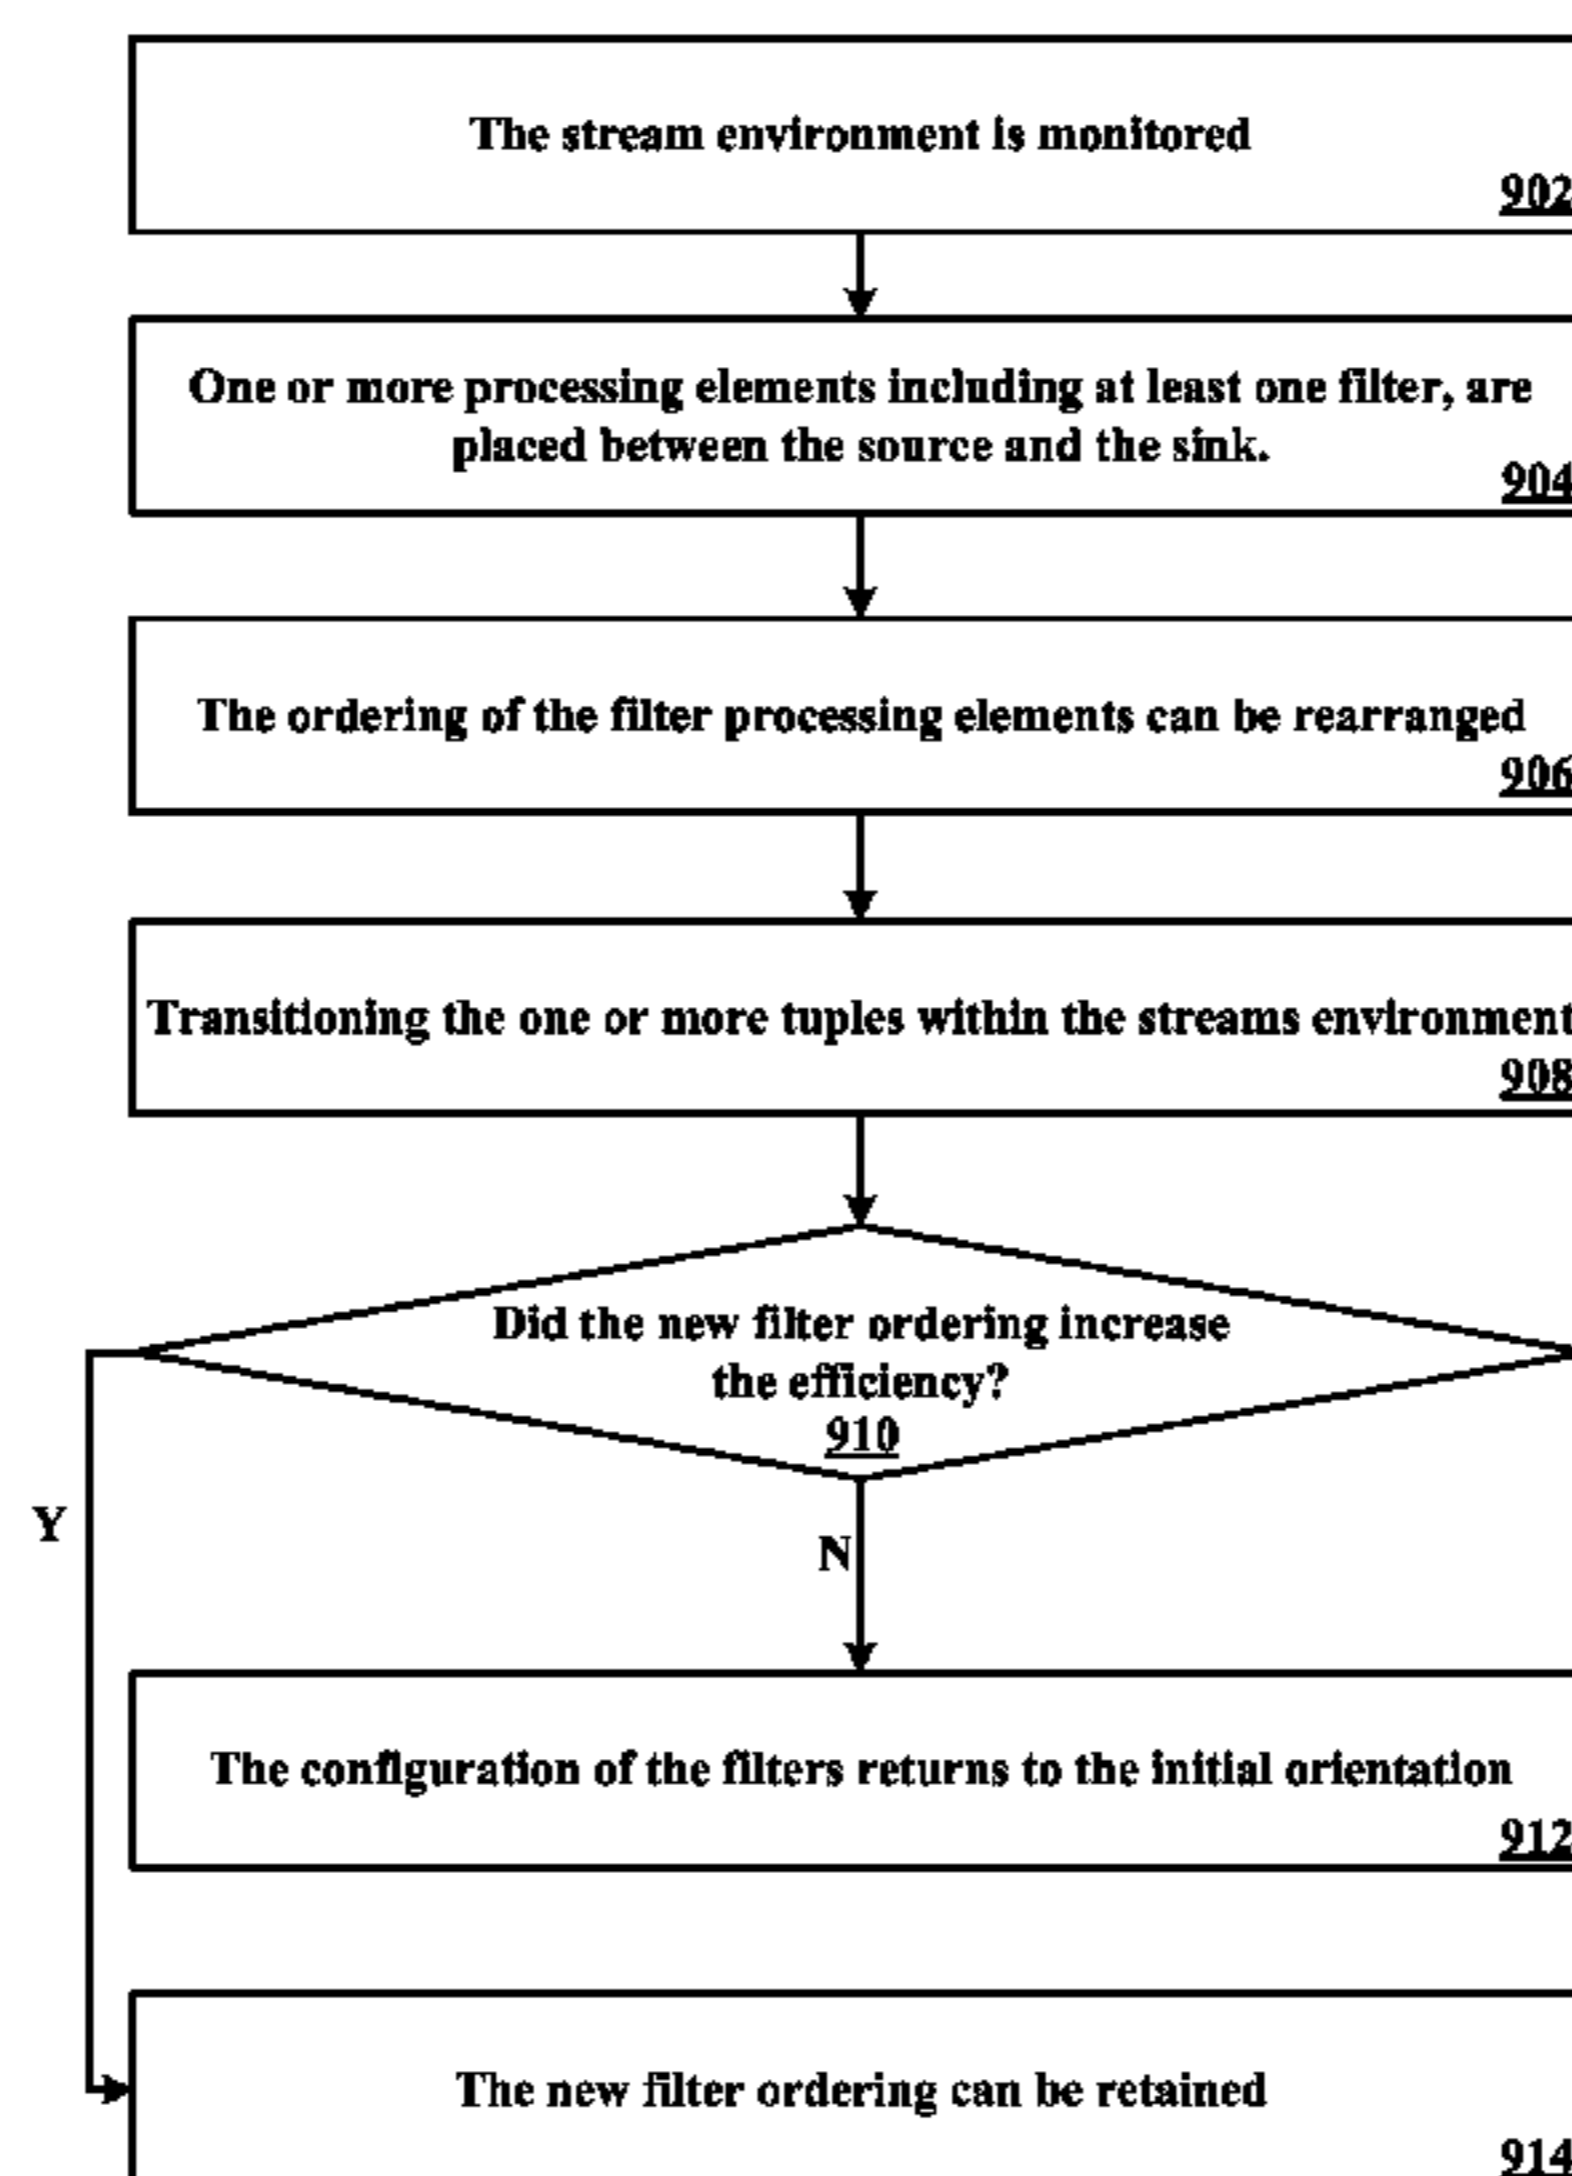 The stream environment is monitored
902
One or more processing elements including at least one filter, are
placed between the source and the sink.
904
The ordering of the filter processing elements can be rearranged
906
Transitioning the one or more tuples within the streams environment
908
Did the new filter ordering increase
the efficiency?
910
Y
N
The configuration of the filters returns to the initial orientation
912
The new filter ordering can be retained
914